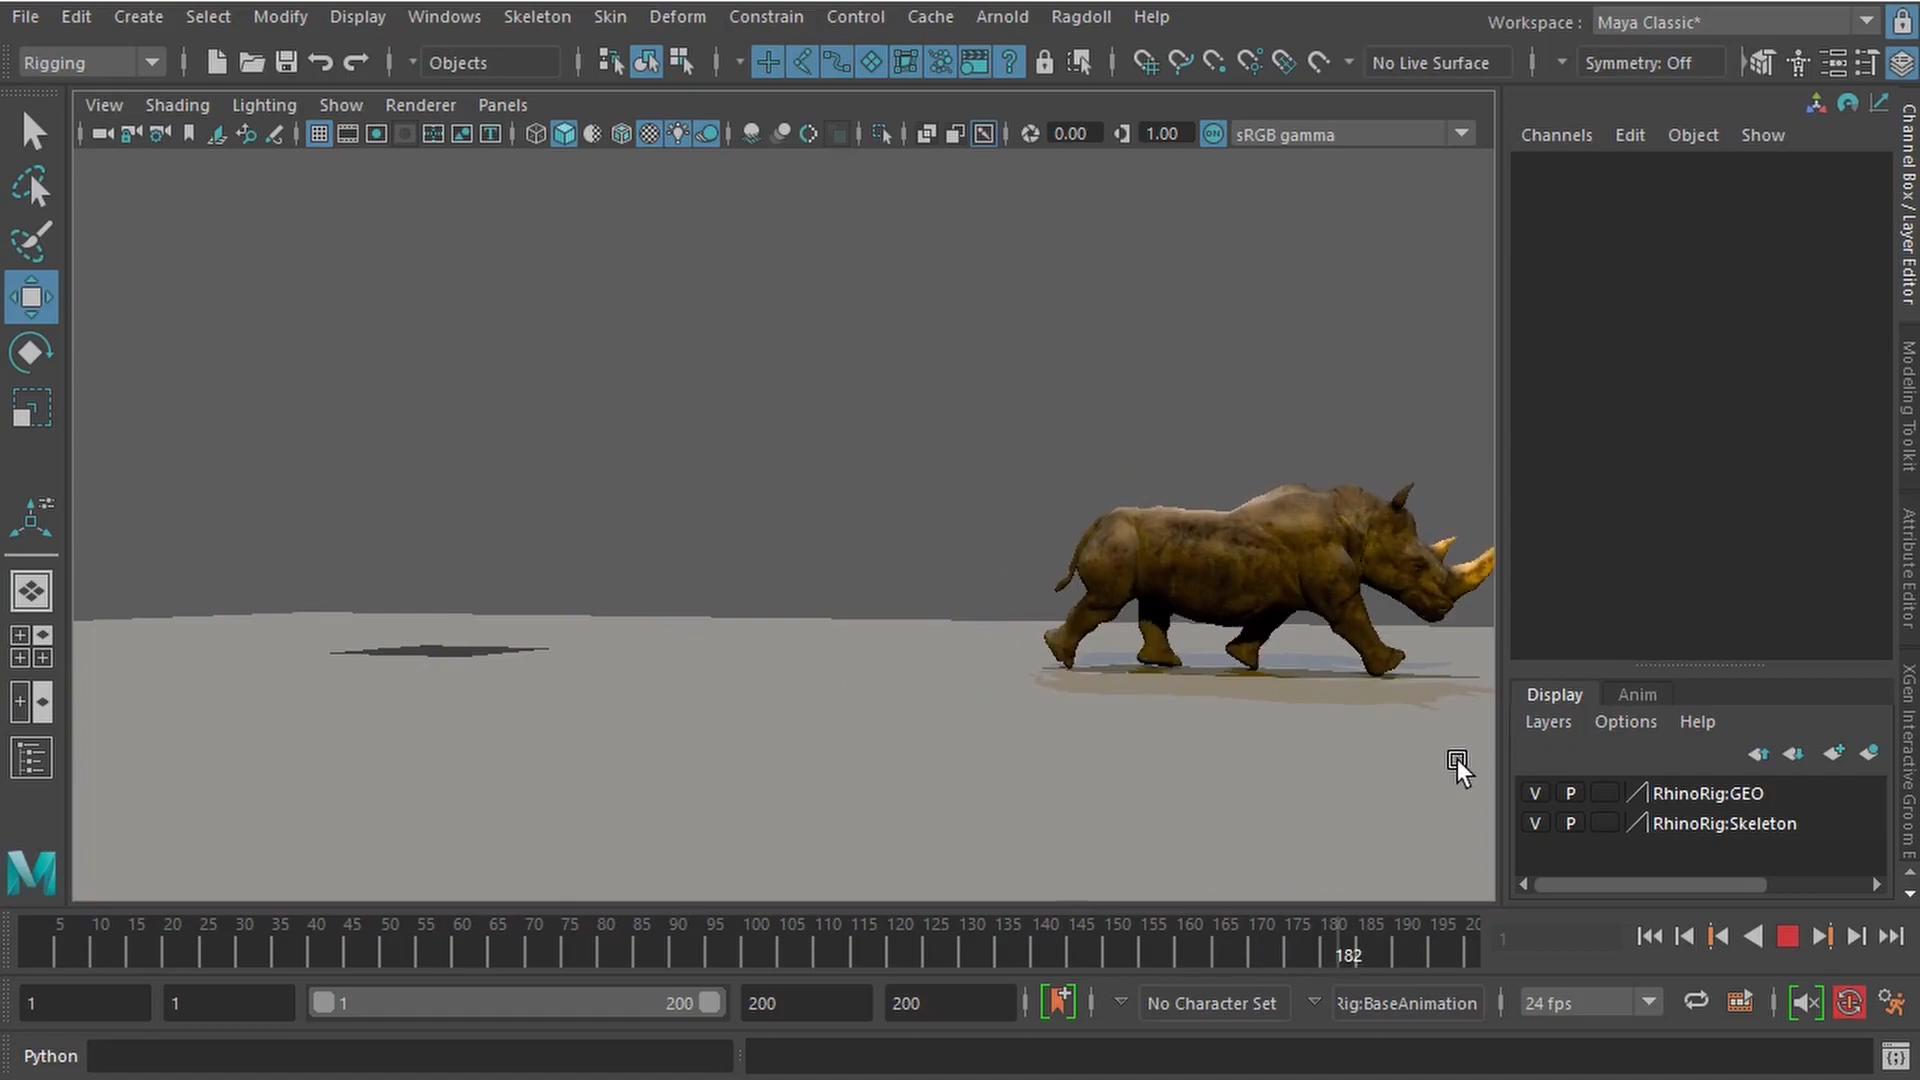 File Edit Create Select Modify Display Windows Skeleton Skin Deform Constrain Control Cache Arnold Ragdoll Help
Workspace : Maya Classic*
Rigging Objects No Live Surface Symmetry: Off
View Shading Lighting Show Renderer Panels
0.00 1.00 ON sRGB gamma
Channels Edit Object Show
Channel Box / Layer Editor
Modeling Toolkit
Attribute Editor
XGen Interactive Groom E
Display Anim
Layers Options Help
V P RhinoRig:GEO
V P RhinoRig:Skeleton
5 10 15 20 25 30 35 40 45 50 55 60 65 70 75 80 85 90 95 100 105 110 115 120 125 130 135 140 145 150 155 160 165 170 175 180 185 190 195 20
182
1
1 1 1 200 200 200 No Character Set Rig:BaseAnimation 24 fps
Python